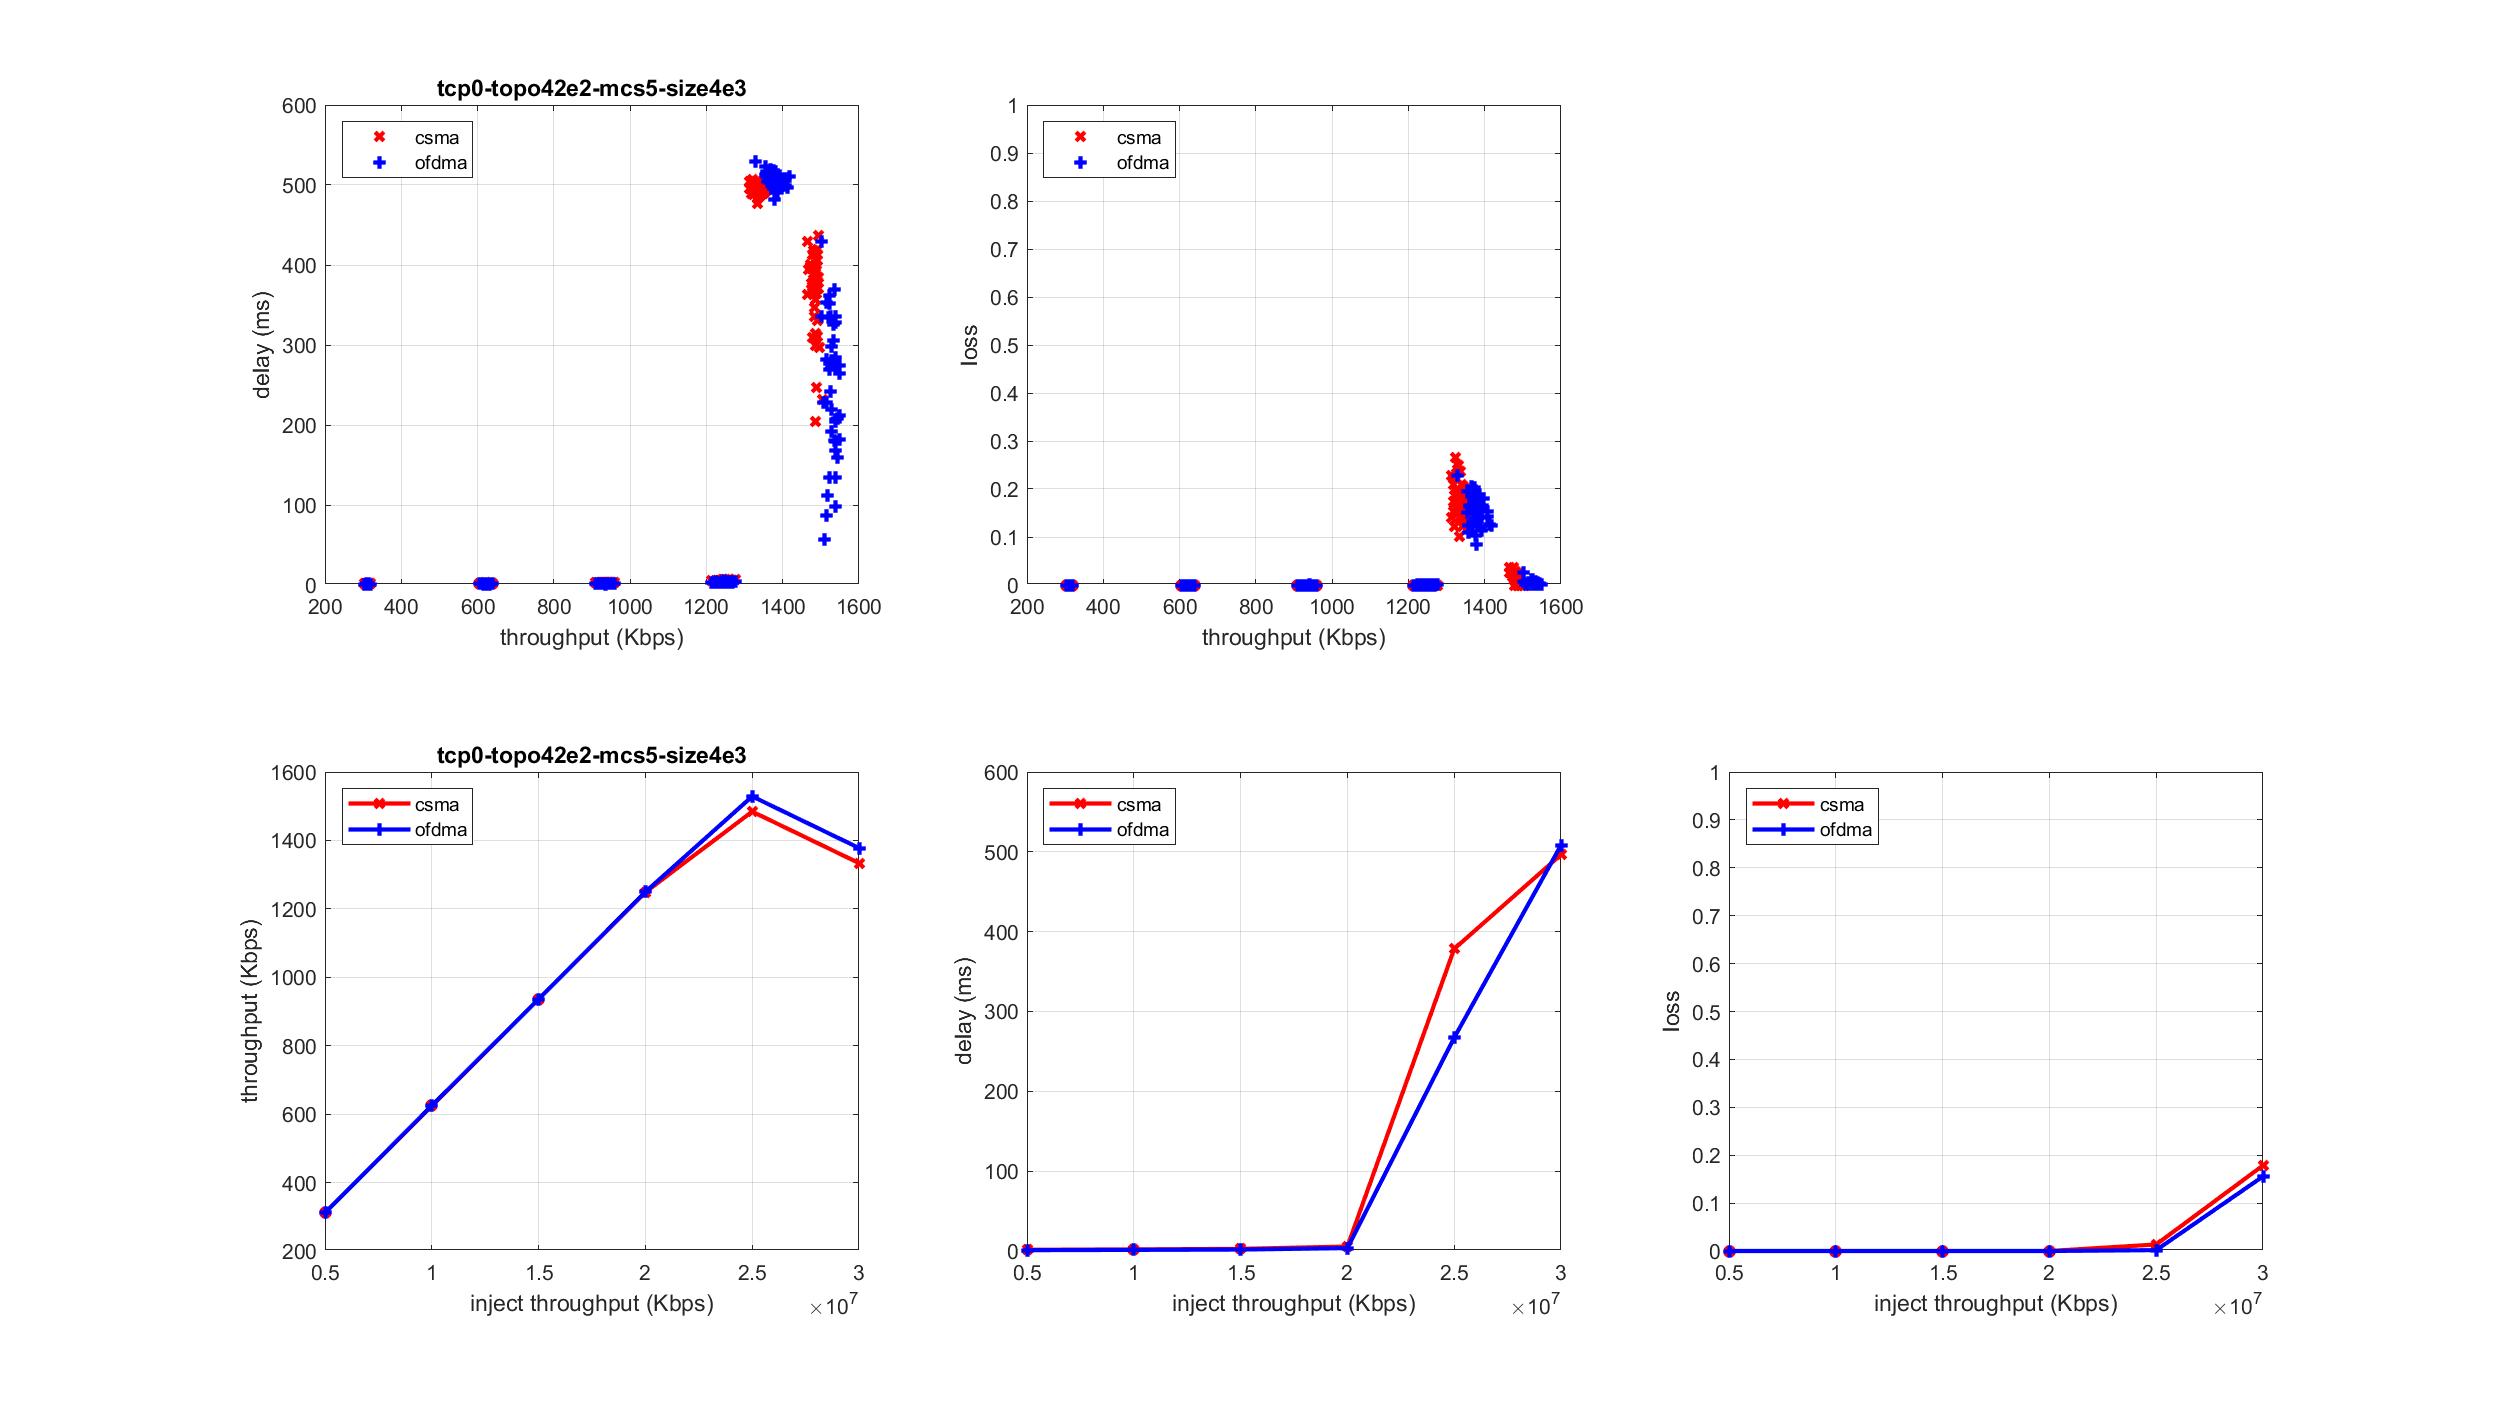 tcp0-topo42e2-mcs5-size4e3
600
500
400
300
200
100
0
delay (ms)
csma
ofdma
200 400 600 800 1000 1200 1400 1600
throughput (Kbps)
1
0.9
0.8
0.7
0.6
0.5
0.4
0.3
0.2
0.1
0
loss
csma
ofdma
200 400 600 800 1000 1200 1400 1600
throughput (Kbps)
tcp0-topo42e2-mcs5-size4e3
1600
1400
1200
1000
800
600
400
200
throughput (Kbps)
csma
ofdma
0.5 1 1.5 2 2.5 3
inject throughput (Kbps)
×10^7
600
500
400
300
200
100
0
delay (ms)
csma
ofdma
0.5 1 1.5 2 2.5 3
inject throughput (Kbps)
×10^7
1
0.9
0.8
0.7
0.6
0.5
0.4
0.3
0.2
0.1
0
loss
csma
ofdma
0.5 1 1.5 2 2.5 3
inject throughput (Kbps)
×10^7